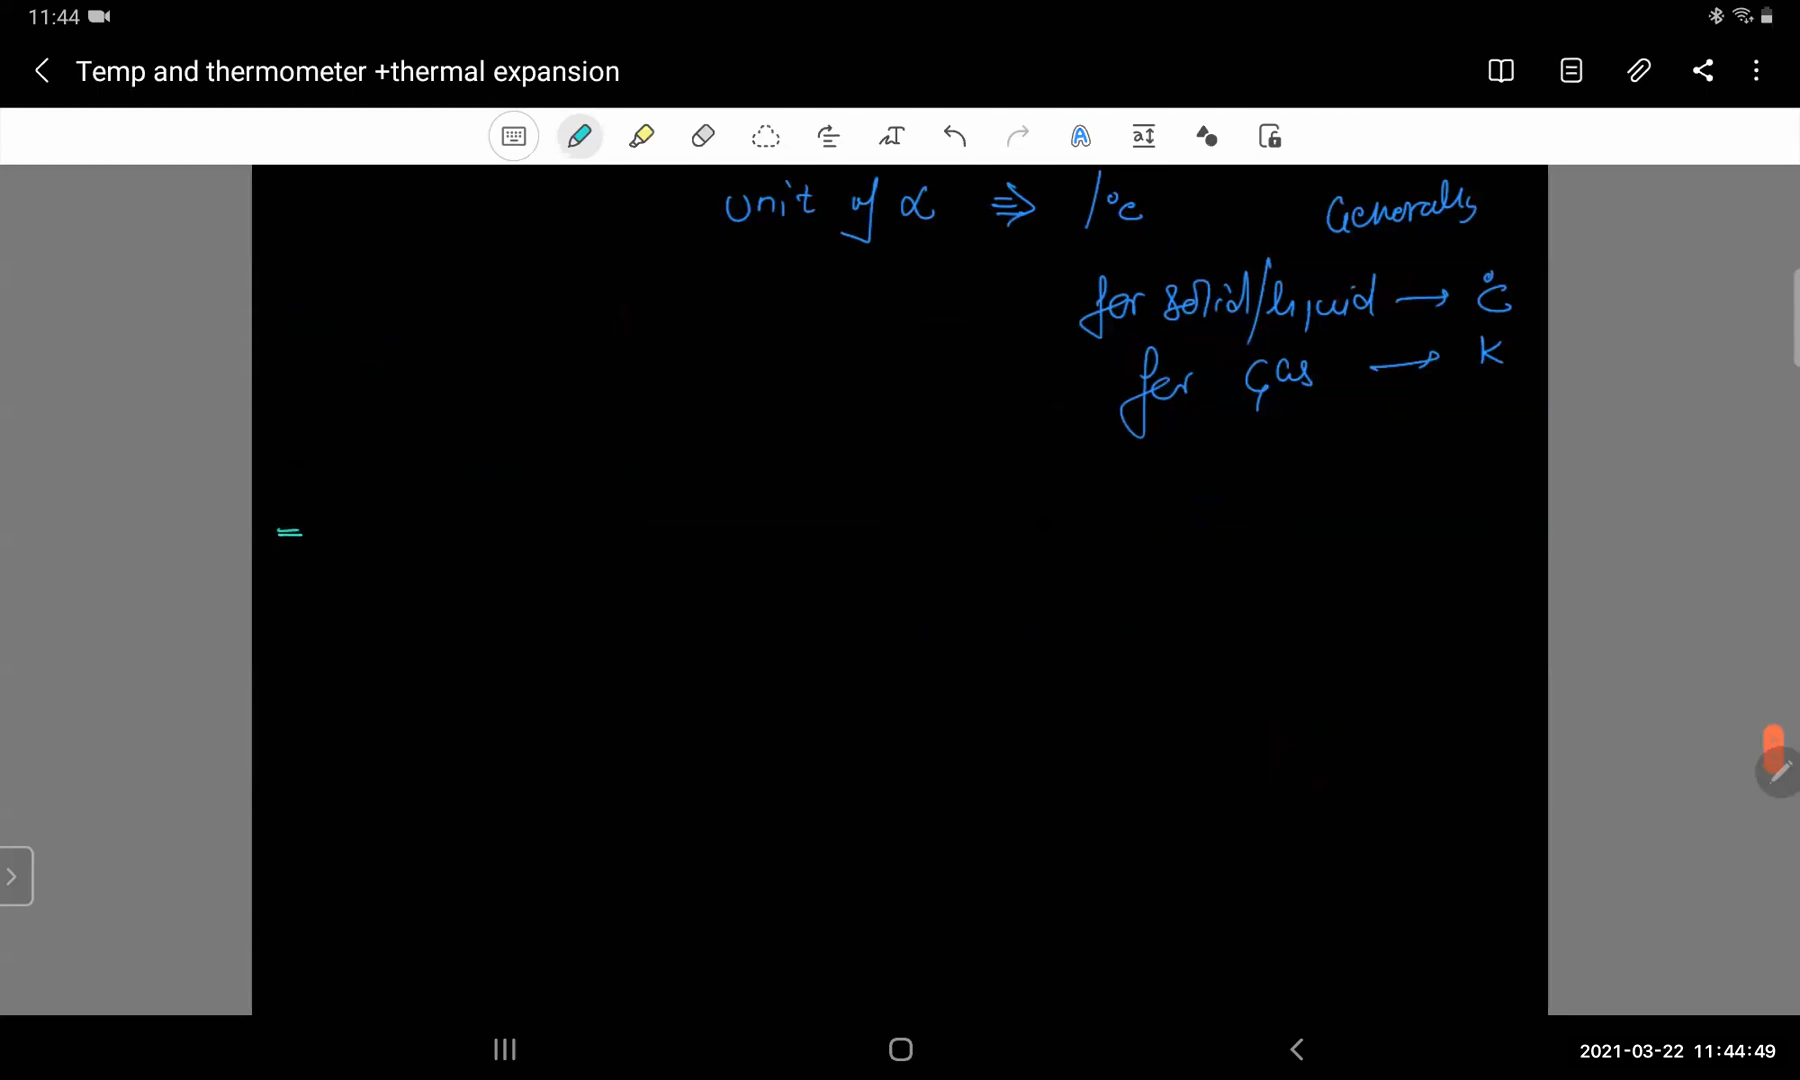 11:44
Temp and thermometer +thermal expansion
unit of α ⇒ /°c Generally
for solid/liquid → °C
for gas → K
=
2021-03-22 11:44:49